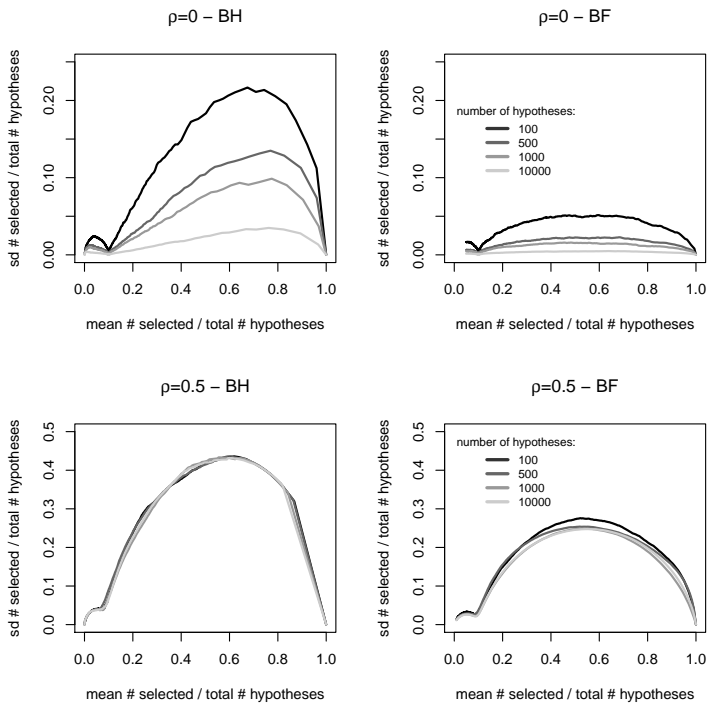 ρ=0 − BH
sd # selected / total # hypotheses
0.00 0.10 0.20
0.0 0.2 0.4 0.6 0.8 1.0
mean # selected / total # hypotheses
ρ=0 − BF
sd # selected / total # hypotheses
0.00 0.10 0.20
number of hypotheses:
100
500
1000
10000
0.0 0.2 0.4 0.6 0.8 1.0
mean # selected / total # hypotheses
ρ=0.5 − BH
sd # selected / total # hypotheses
0.0 0.1 0.2 0.3 0.4 0.5
0.0 0.2 0.4 0.6 0.8 1.0
mean # selected / total # hypotheses
ρ=0.5 − BF
sd # selected / total # hypotheses
0.0 0.1 0.2 0.3 0.4 0.5
number of hypotheses:
100
500
1000
10000
0.0 0.2 0.4 0.6 0.8 1.0
mean # selected / total # hypotheses